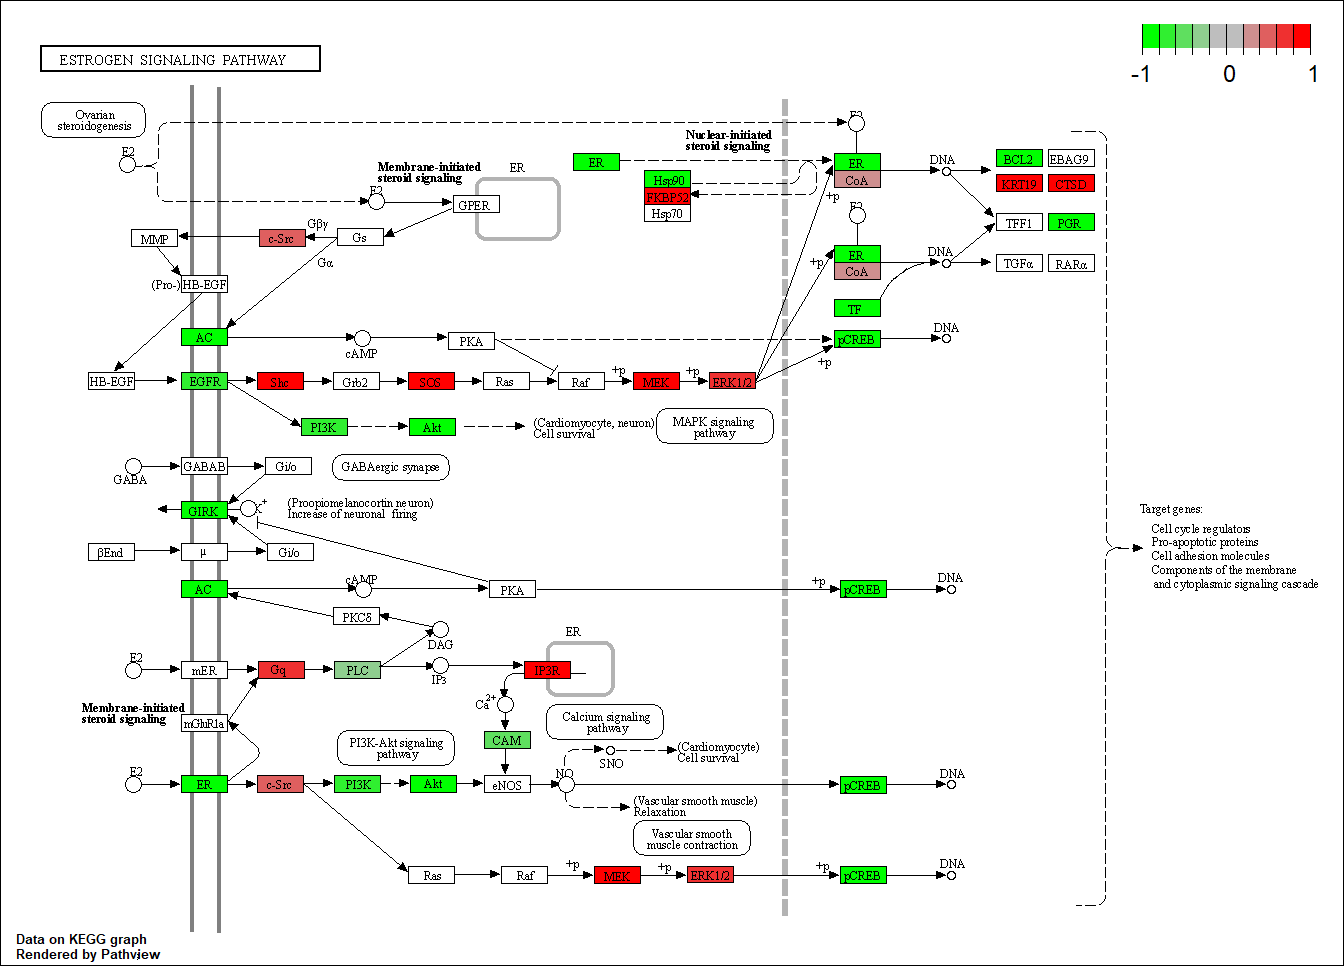 -1 0 1
ESTROGEN SIGNALING PATHWAY
Ovarian
steroidogenesis
E2
E2
Nuclear-initiated
steroid signaling
Membrane-initiated
steroid signaling
ER
ER
ER
CoA
DNA
BCL2
EBAG9
Hsp90
FKBP52
Hsp70
KRT19
CTSD
E2
GPER
+p
E2
TFF1
PGR
Gβγ
MMP
c-Src
Gs
Gα
ER
CoA
+p
DNA
TGFα
RARα
(Pro-)
HB-EGF
TF
AC
cAMP
PKA
pCREB
DNA
+p
HB-EGF
EGFR
Shc
Grb2
SOS
Ras
Raf
+p
MEK
+p
ERK1/2
PI3K
Akt
(Cardiomyocyte, neuron)
Cell survival
MAPK signaling
pathway
GABA
GABAB
Gi/o
GABAergic synapse
GIRK
K+
(Propiomelanocortin neuron)
Increase of neuronal firing
Target genes:
Cell cycle regulators
Pro-apoptotic proteins
Cell adhesion molecules
Components of the membrane
and cytoplasmic signaling cascade
βEnd
μ
Gi/o
AC
cAMP
PKA
+p
pCREB
DNA
PKCδ
DAG
ER
E2
mER
Gq
PLC
IP3
IP3R
Ca2+
Membrane-initiated
steroid signaling
mGluR1a
Calcium signaling
pathway
PI3K-Akt signaling
pathway
CAM
(Cardiomyocyte)
Cell survival
SNO
E2
ER
c-Src
PI3K
Akt
eNOS
NO
pCREB
DNA
(Vascular smooth muscle)
Relaxation
Vascular smooth
muscle contraction
Ras
Raf
+p
MEK
+p
ERK1/2
+p
pCREB
DNA
Data on KEGG graph
Rendered by Pathview